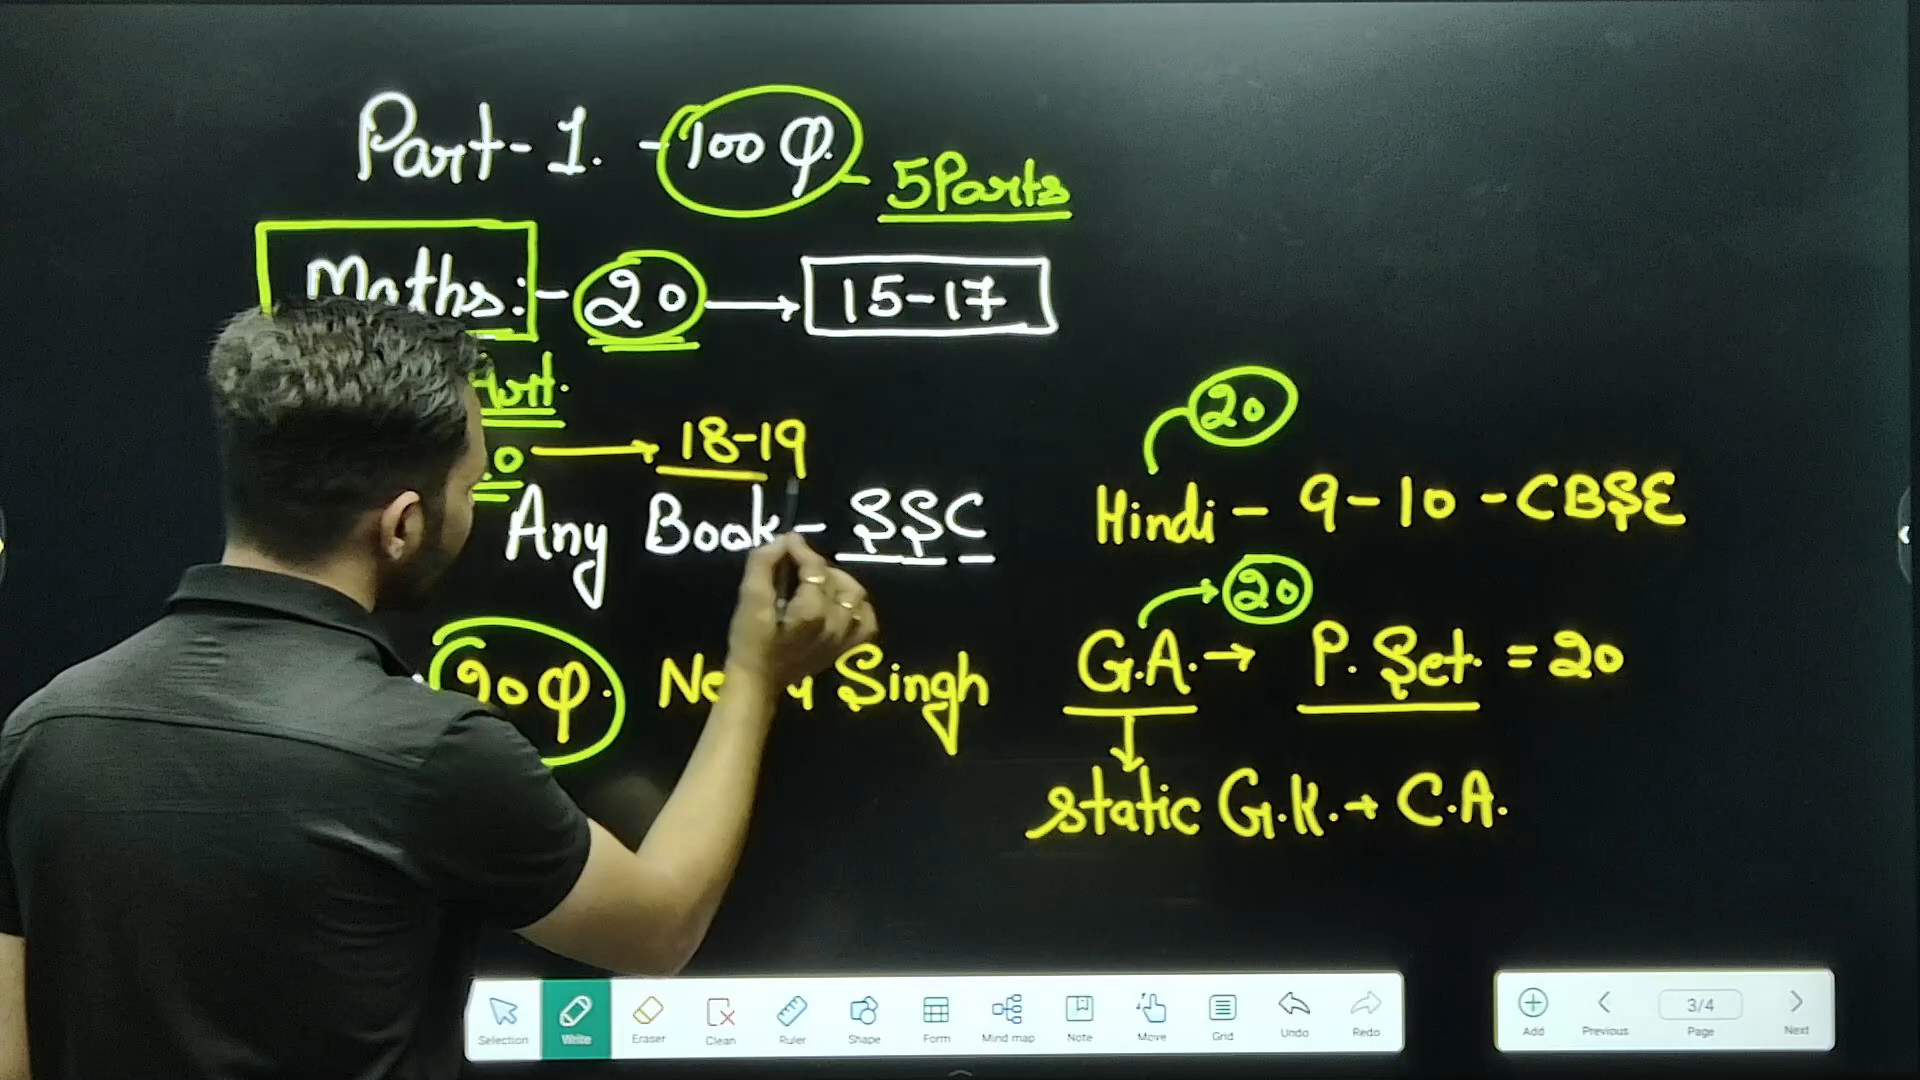 Part-1. - 100 Q.
5Parts
Maths:- 20 → 15-17
→ 18-19
Any Book - SSC
Q. Singh
20
Hindi - 9-10 - CBSE
20
G.A. → P. Set. = 20
Static G.K. + C.A.
Selection
Write
Eraser
Clean
Ruler
Shape
Form
Mind map
Note
Move
Grid
Undo
Redo
Add
Previous
3/4
Page
Next